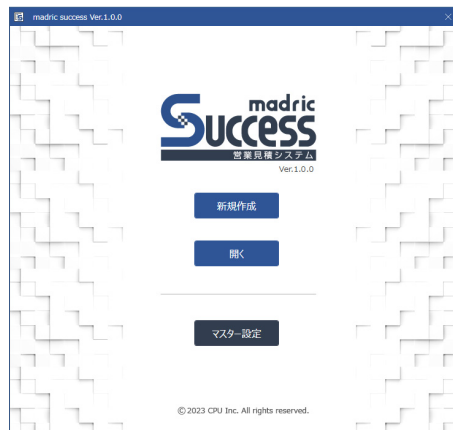 madric success Ver.1.0.0
madric
Success
営業見積システム
Ver.1.0.0
新規作成
開く
マスター設定
© 2023 CPU Inc. All rights reserved.